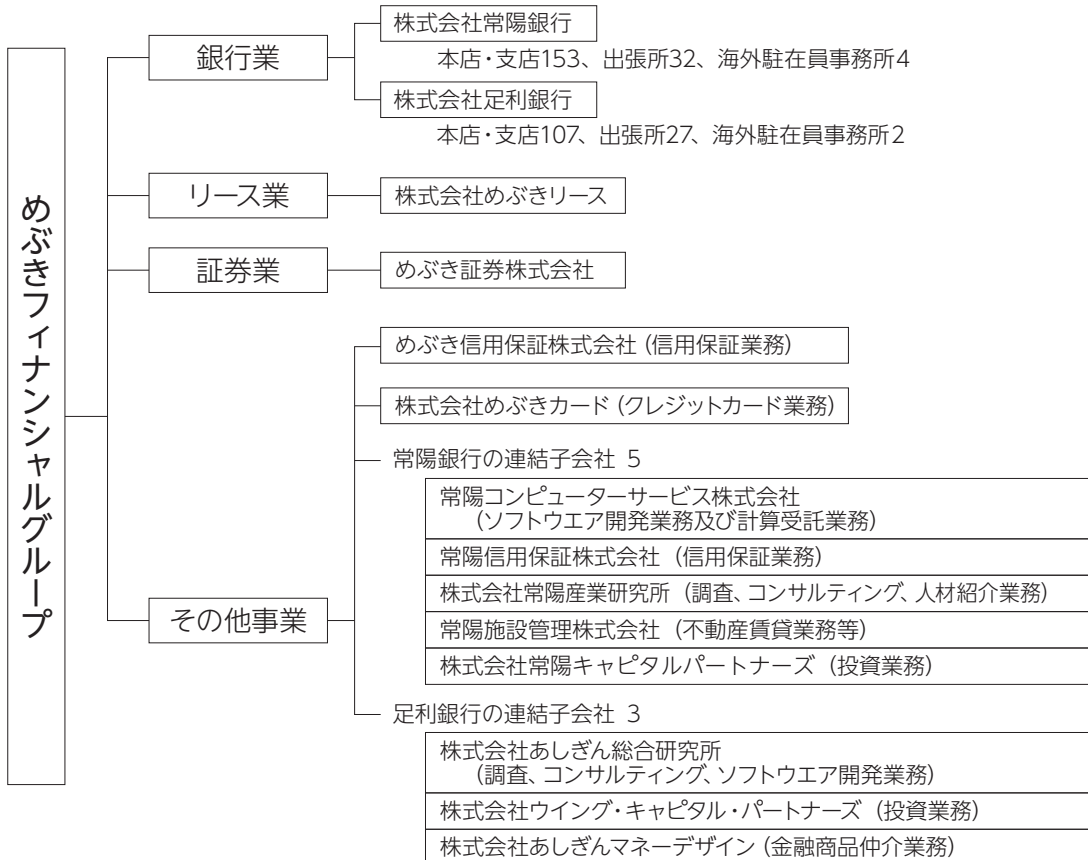 めぶきフィナンシャルグループ
銀行業
株式会社常陽銀行
本店・支店153、出張所32、海外駐在員事務所4
株式会社足利銀行
本店・支店107、出張所27、海外駐在員事務所2
リース業
株式会社めぶきリース
証券業
めぶき証券株式会社
その他事業
めぶき信用保証株式会社(信用保証業務)
株式会社めぶきカード(クレジットカード業務)
常陽銀行の連結子会社 5
常陽コンピューターサービス株式会社
(ソフトウエア開発業務及び計算受託業務)
常陽信用保証株式会社(信用保証業務)
株式会社常陽産業研究所(調査、コンサルティング、人材紹介業務)
常陽施設管理株式会社(不動産賃貸業務等)
株式会社常陽キャピタルパートナーズ(投資業務)
足利銀行の連結子会社 3
株式会社あしぎん総合研究所
(調査、コンサルティング、ソフトウエア開発業務)
株式会社ウイング・キャピタル・パートナーズ(投資業務)
株式会社あしぎんマネーデザイン(金融商品仲介業務)